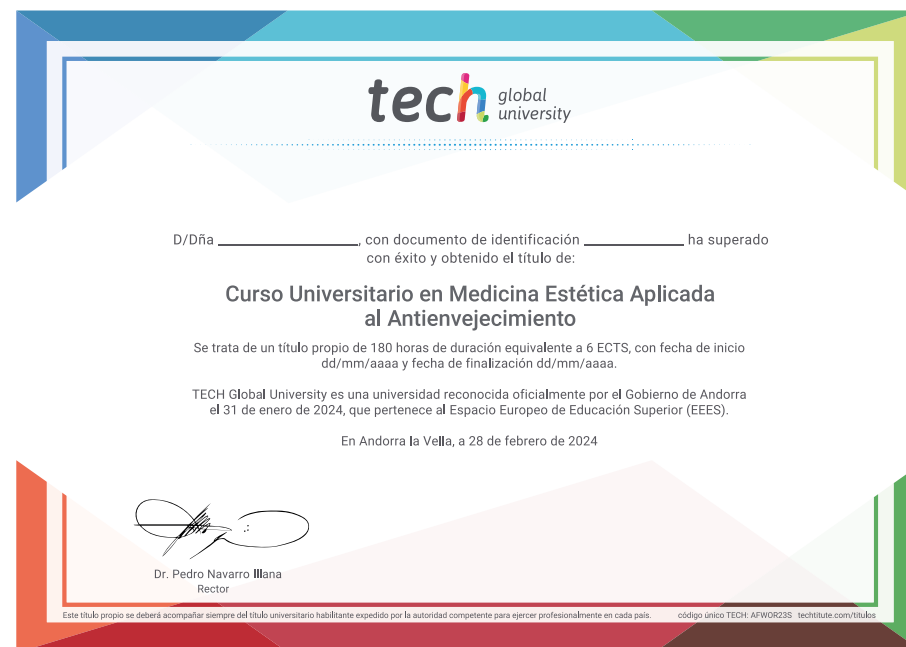 tech global
university
D/Dña ____________________, con documento de identificación ______________ ha superado
con éxito y obtenido el título de:
Curso Universitario en Medicina Estética Aplicada
al Antienvejecimiento
Se trata de un título propio de 180 horas de duración equivalente a 6 ECTS, con fecha de inicio
dd/mm/aaaa y fecha de finalización dd/mm/aaaa.
TECH Global University es una universidad reconocida oficialmente por el Gobierno de Andorra
el 31 de enero de 2024, que pertenece al Espacio Europeo de Educación Superior (EEES).
En Andorra la Vella, a 28 de febrero de 2024
Dr. Pedro Navarro Illana
Rector
Este título propio se deberá acompañar siempre del título universitario habilitante expedido por la autoridad competente para ejercer profesionalmente en cada país. código único TECH: AFWOR23S techtitute.com/titulos